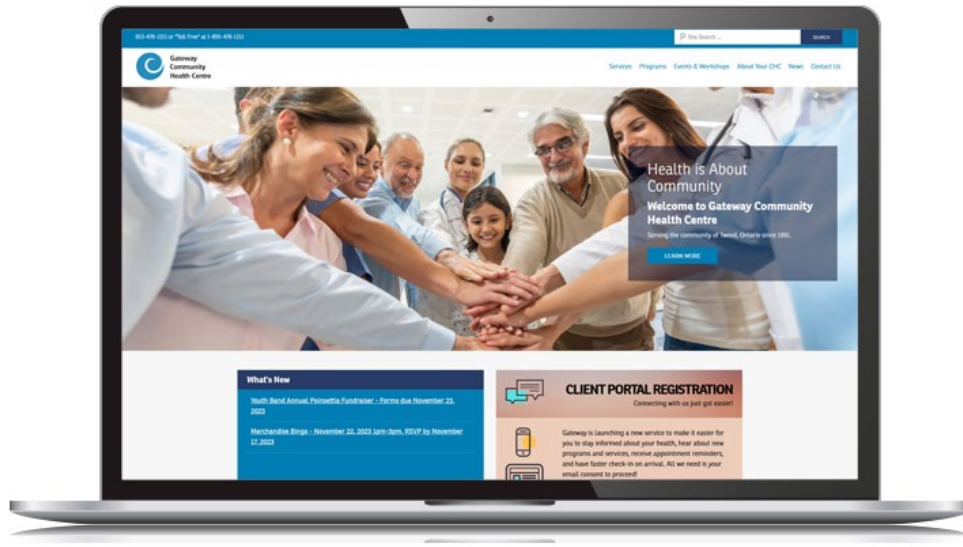 613-478-1211 or "Toll Free" at 1-855-478-1211
Site Search ...
SEARCH
Gateway
Community
Health Centre
Services Programs Events & Workshops About Your CHC News Contact Us
Health is About
Community
Welcome to Gateway Community
Health Centre
Serving the community of Tweed, Ontario since 1991.
LEARN MORE
What's New
Youth Band Annual Poinsettia Fundraiser - Forms due November 23,
2023
Merchandise Bingo - November 22, 2023 1pm-3pm, RSVP by November
17, 2023
CLIENT PORTAL REGISTRATION
Connecting with us just got easier!
Gateway is launching a new service to make it easier for
you to stay informed about your health, hear about new
programs and services, receive appointment reminders,
and have faster check-in on arrival. All we need is your
email consent to proceed!